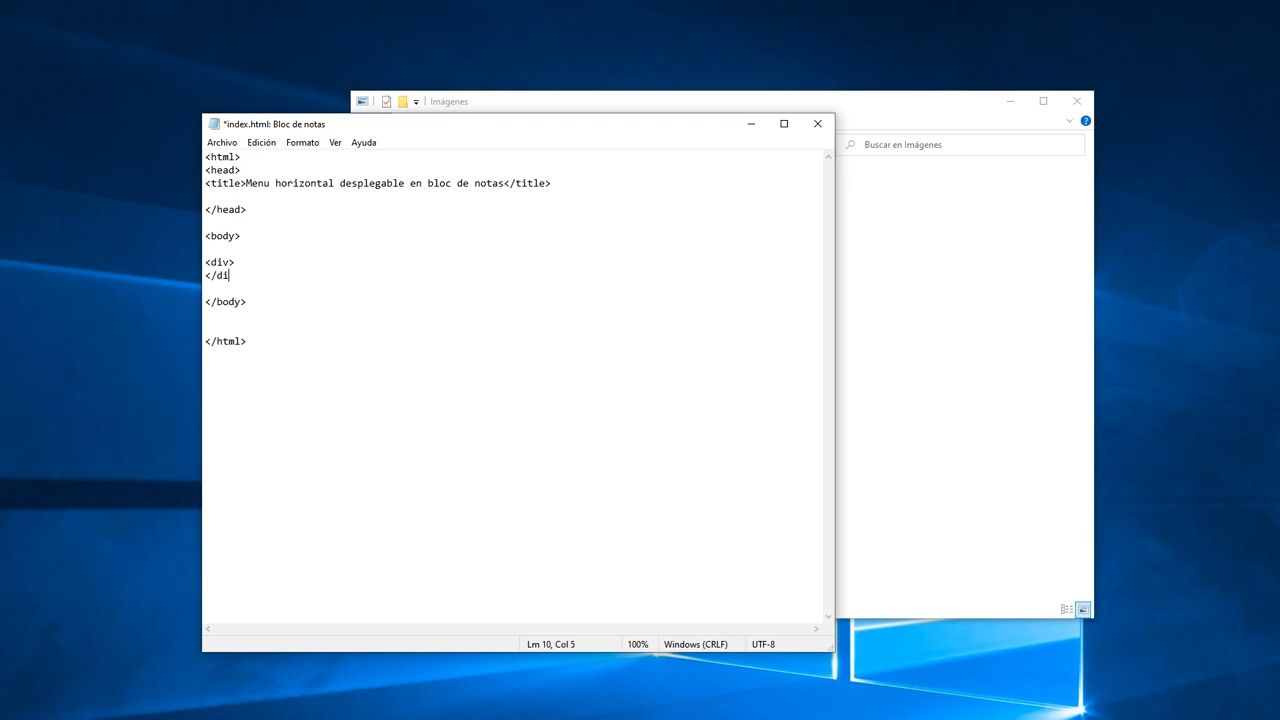 Imágenes
*index.html: Bloc de notas
Archivo Edición Formato Ver Ayuda
Buscar en Imágenes
<html>
<head>
<title>Menu horizontal desplegable en bloc de notas</title>
</head>
<body>
<div>
</di
</body>
</html>
Lm 10, Col 5 100% Windows (CRLF) UTF-8